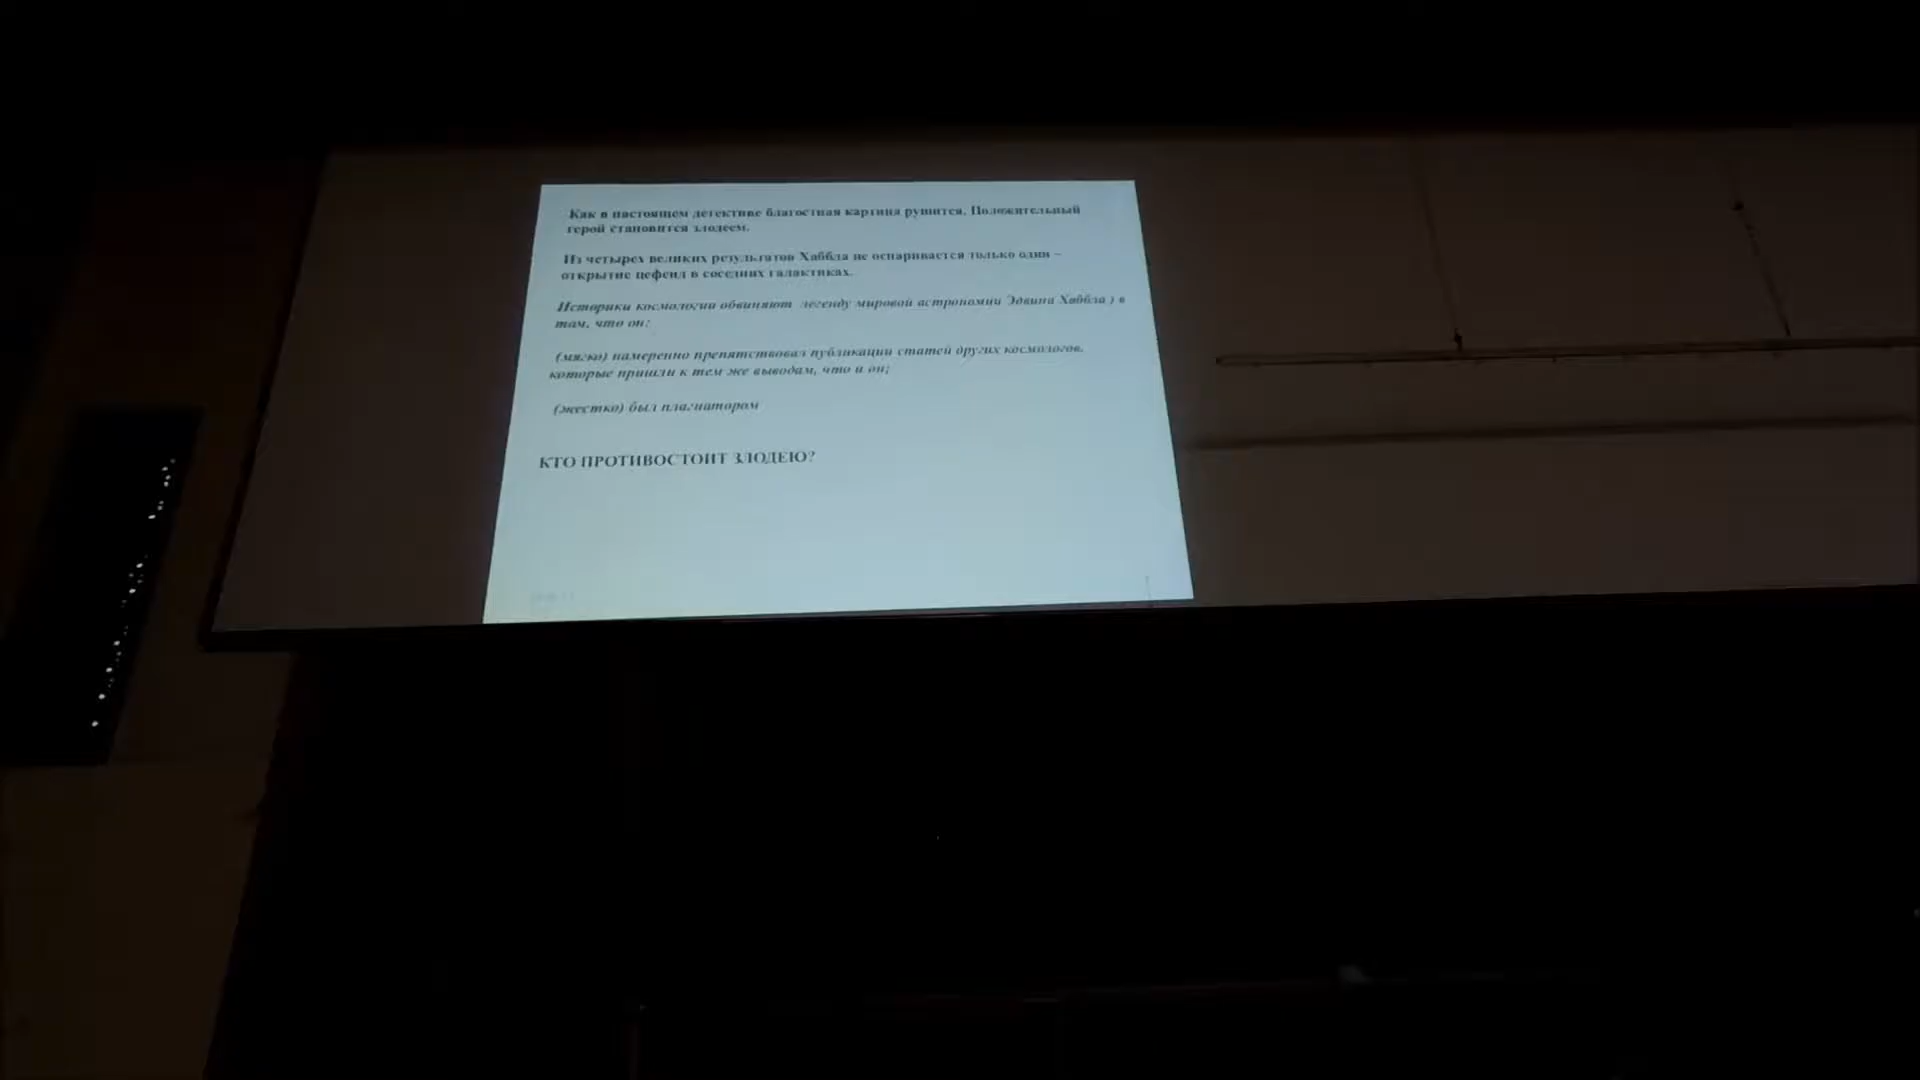 Как в настоящем детективе благостная картина рушится. Положительный
герой становится злодеем.
Из четырех великих результатов Хаббла не оспаривается только один –
открытие цефеид в соседних галактиках.
Историки космологии обвиняют легенду мировой астрономии Эдвина Хаббла ) в
том, что он:
(мягко) намеренно препятствовал публикации статей других космологов,
которые пришли к тем же выводам, что и он;
(жестко) был плагиатором
КТО ПРОТИВОСТОИТ ЗЛОДЕЮ?